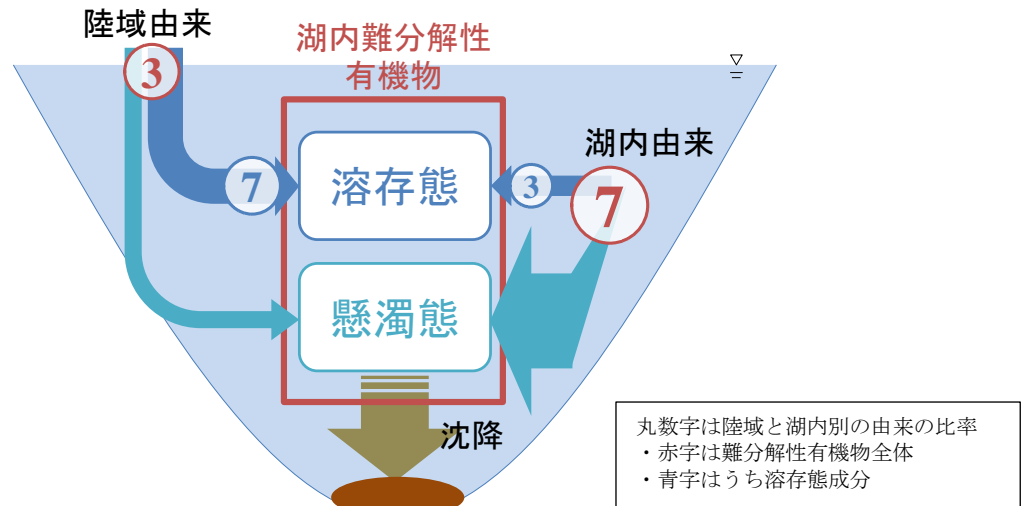 陸域由来
3
湖内難分解性
有機物
▽
湖内由来
7
溶存態
3
7
懸濁態
沈降
丸数字は陸域と湖内別の由来の比率
・赤字は難分解性有機物全体
・青字はうち溶存態成分